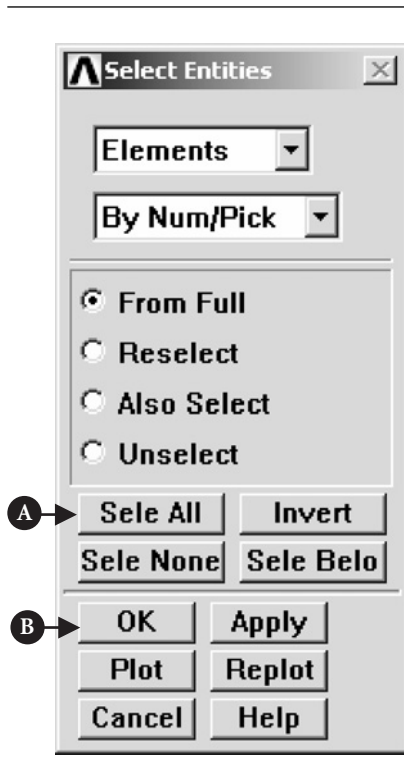 Select Entities
Elements
By Num/Pick
From Full
Reselect
Also Select
Unselect
A Sele All Invert
Sele None Sele Belo
B OK Apply
Plot Replot
Cancel Help